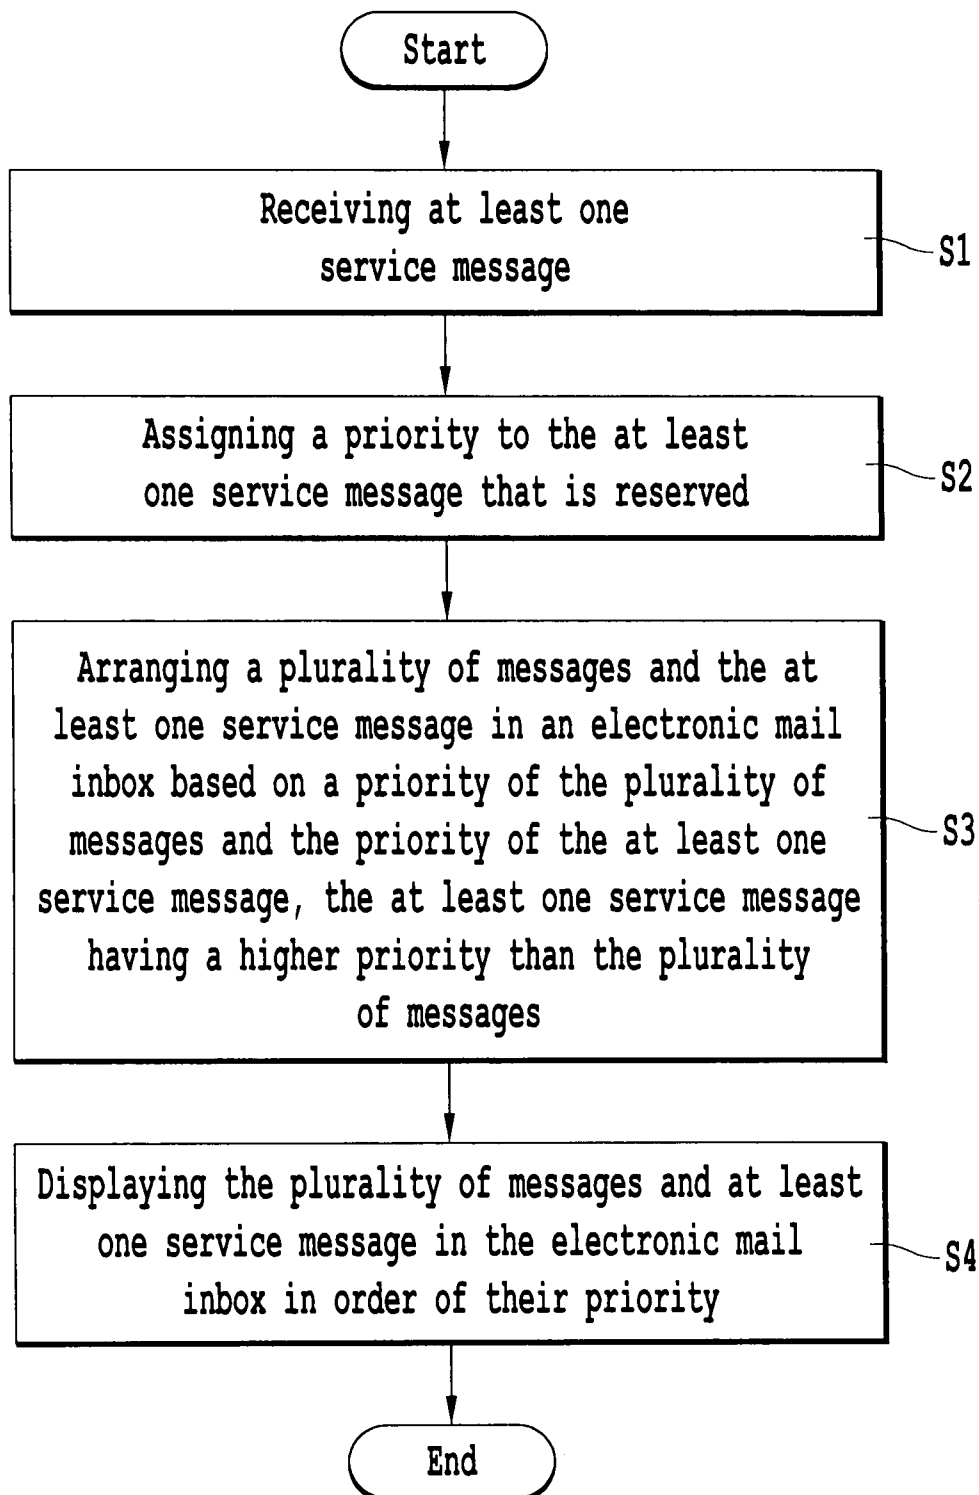 Start
Receiving at least one
service message
S1
Assigning a priority to the at least
one service message that is reserved
S2
Arranging a plurality of messages and the at
least one service message in an electronic mail
inbox based on a priority of the plurality of
messages and the priority of the at least one
service message, the at least one service message
having a higher priority than the plurality
of messages
S3
Displaying the plurality of messages and at least
one service message in the electronic mail
inbox in order of their priority
S4
End